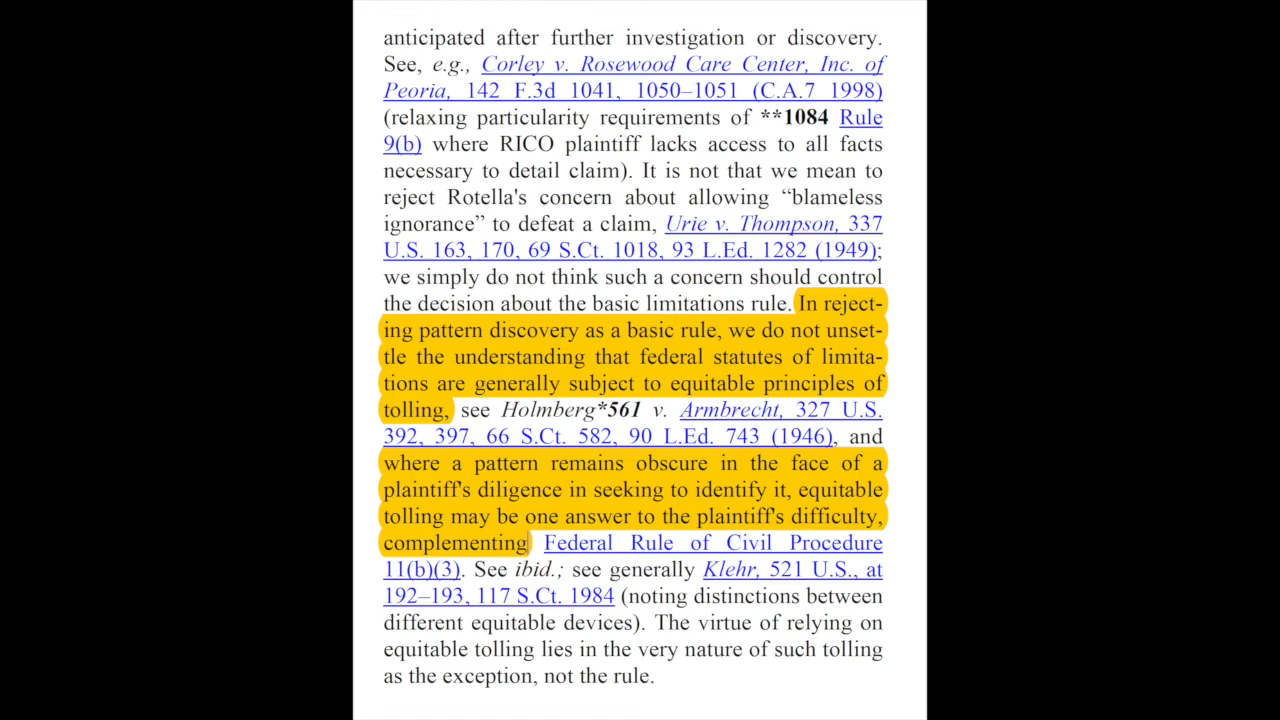 anticipated after further investigation or discovery.
See, e.g., Corley v. Rosewood Care Center, Inc. of
Peoria, 142 F.3d 1041, 1050–1051 (C.A.7 1998)
(relaxing particularity requirements of **1084 Rule
9(b) where RICO plaintiff lacks access to all facts
necessary to detail claim). It is not that we mean to
reject Rotella's concern about allowing “blameless
ignorance” to defeat a claim, Urie v. Thompson, 337
U.S. 163, 170, 69 S.Ct. 1018, 93 L.Ed. 1282 (1949);
we simply do not think such a concern should control
the decision about the basic limitations rule. In reject-
ing pattern discovery as a basic rule, we do not unset-
tle the understanding that federal statutes of limita-
tions are generally subject to equitable principles of
tolling, see Holmberg*561 v. Armbrecht, 327 U.S.
392, 397, 66 S.Ct. 582, 90 L.Ed. 743 (1946), and
where a pattern remains obscure in the face of a
plaintiff's diligence in seeking to identify it, equitable
tolling may be one answer to the plaintiff's difficulty,
complementing Federal Rule of Civil Procedure
11(b)(3). See ibid.; see generally Klehr, 521 U.S., at
192–193, 117 S.Ct. 1984 (noting distinctions between
different equitable devices). The virtue of relying on
equitable tolling lies in the very nature of such tolling
as the exception, not the rule.